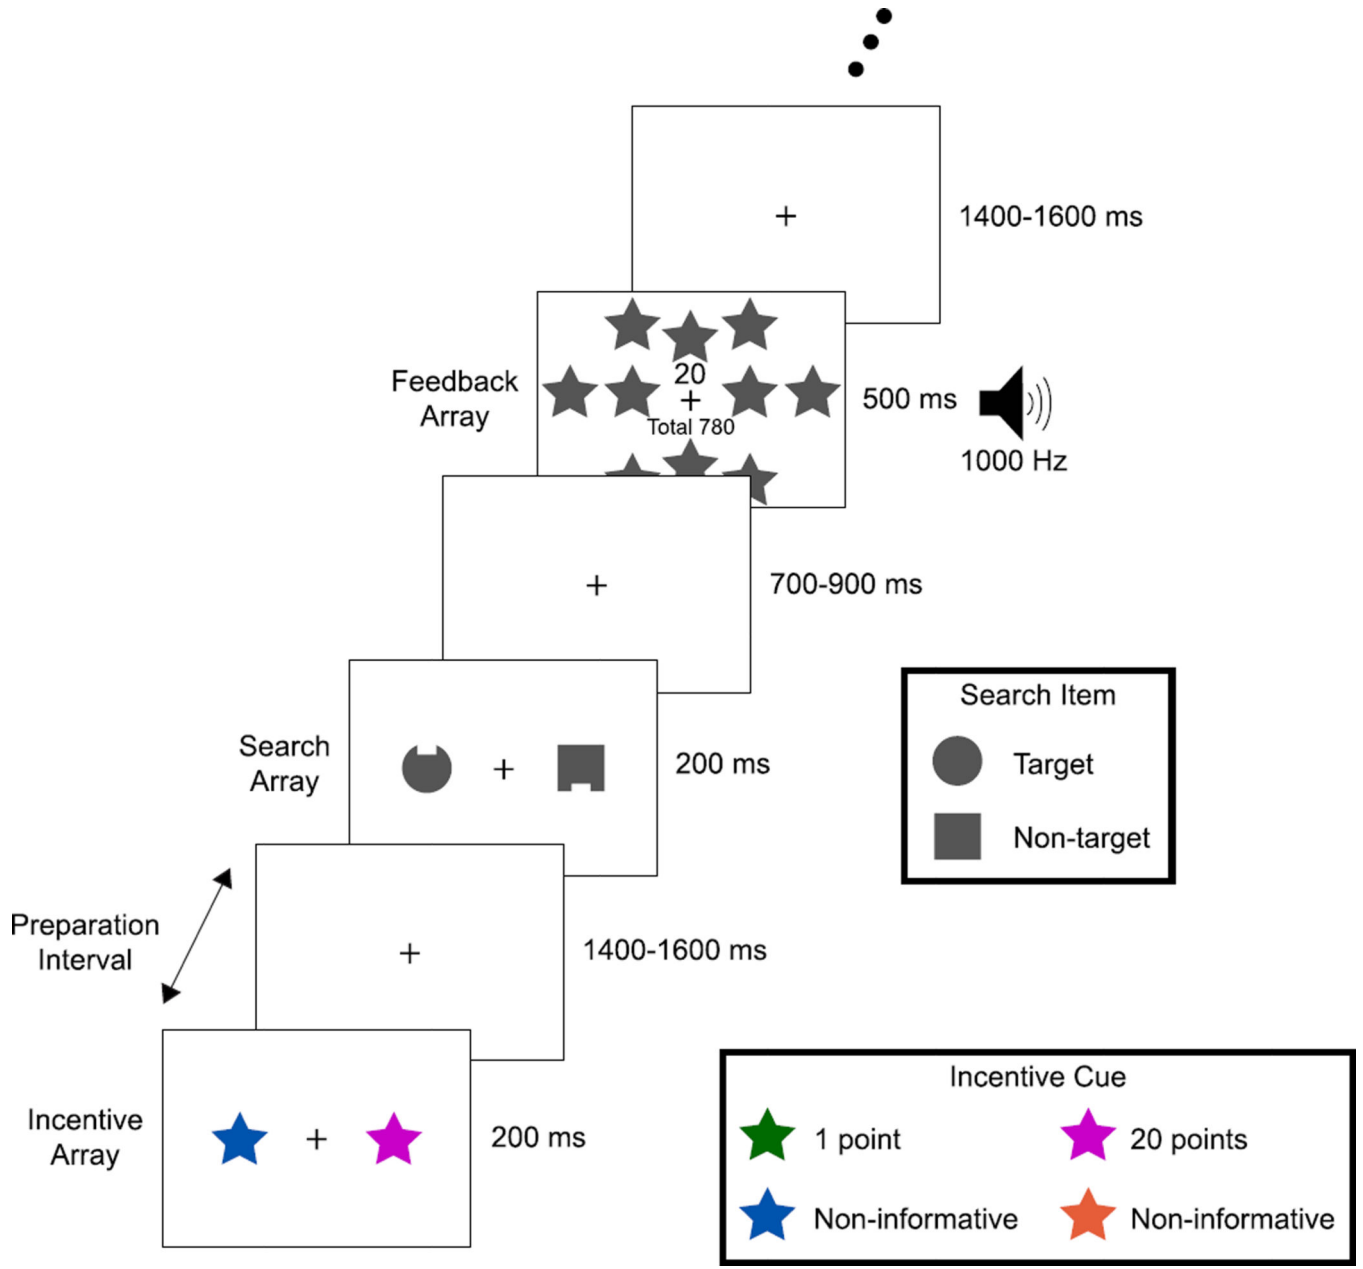 1400-1600 ms
Feedback
Array
20
+
Total 780
500 ms
1000 Hz
700-900 ms
Search
Array
200 ms
Search Item
Target
Non-target
Preparation
Interval
1400-1600 ms
Incentive
Array
200 ms
Incentive Cue
1 point
20 points
Non-informative
Non-informative